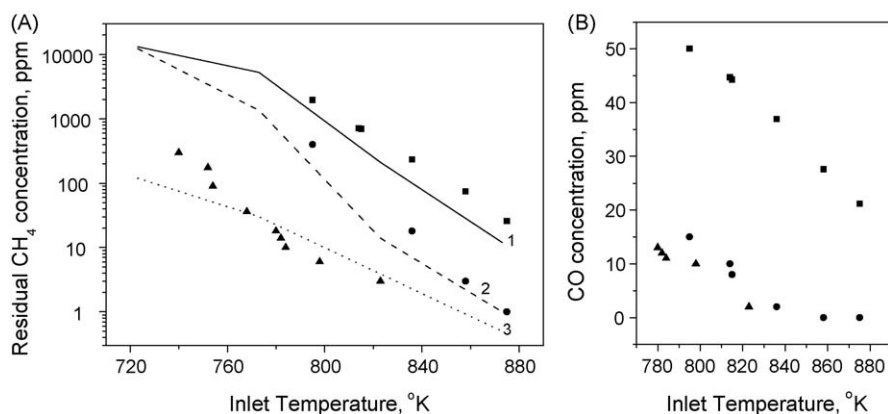 (A)
10000
1000
100
10
1
Residual CH₄ concentration, ppm
1
2
3
720 760 800 840 880
Inlet Temperature, °K
(B)
50
40
30
20
10
0
CO concentration, ppm
780 800 820 840 860 880
Inlet Temperature, °K